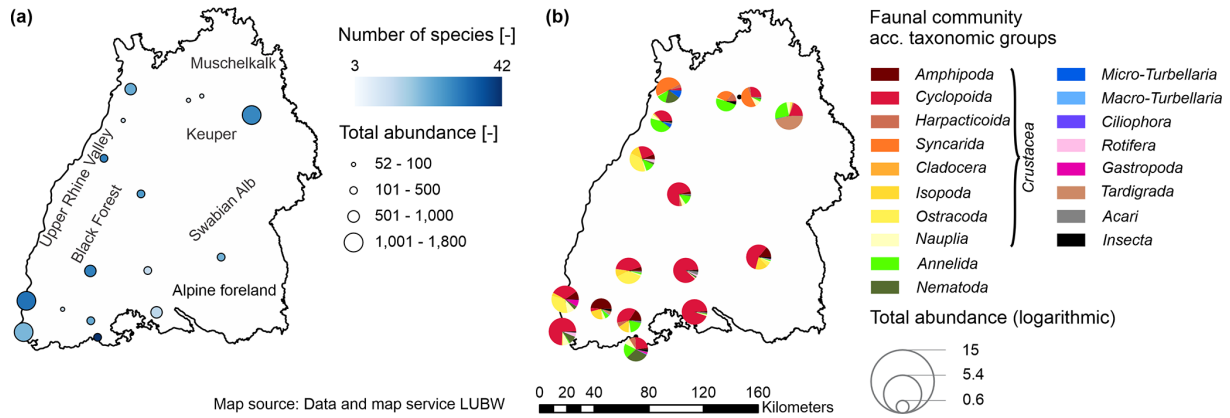 (a)
Muschelkalk
Keuper
Upper Rhine Valley
Black Forest
Swabian Alb
Alpine foreland
Number of species [-]
3
42
Total abundance [-]
52 - 100
101 - 500
501 - 1,000
1,001 - 1,800
Map source: Data and map service LUBW
(b)
0 10 20 40 80 120 160
Kilometers
Faunal community
acc. taxonomic groups
Amphipoda
Cyclopoida
Harpacticoida
Syncarida
Cladocera
Isopoda
Ostracoda
Nauplia
Annelida
Nematoda
Crustacea
Micro-Turbellaria
Macro-Turbellaria
Ciliophora
Rotifera
Gastropoda
Tardigrada
Acari
Insecta
Total abundance (logarithmic)
15
5.4
0.6